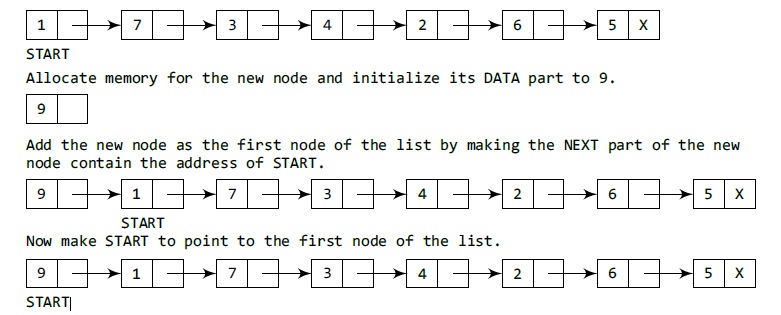 1 7 3 4 2 6 5 X
START
Allocate memory for the new node and initialize its DATA part to 9.
9
Add the new node as the first node of the list by making the NEXT part of the new
node contain the address of START.
9 1 7 3 4 2 6 5 X
START
Now make START to point to the first node of the list.
9 1 7 3 4 2 6 5 X
START